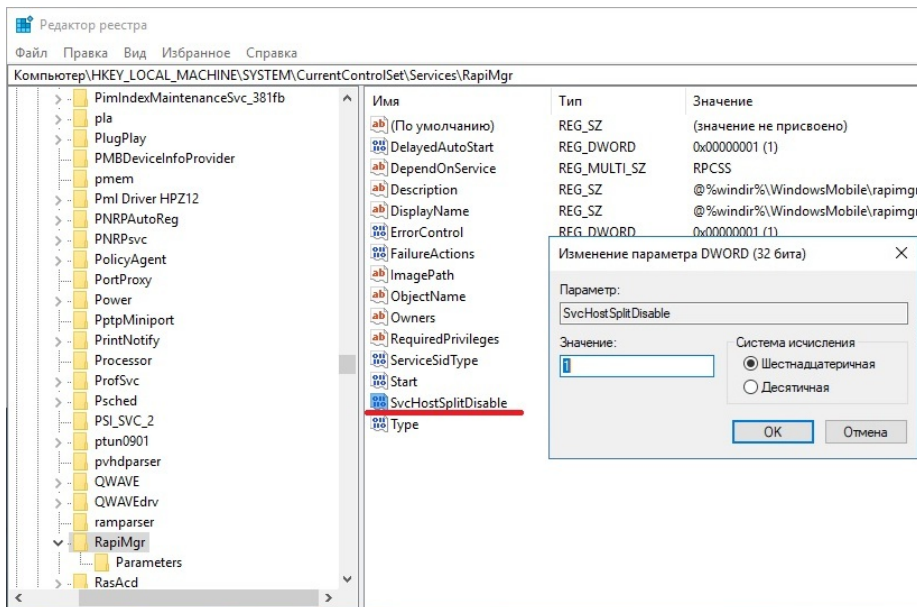 Редактор реестра
Файл Правка Вид Избранное Справка
Компьютер\HKEY_LOCAL_MACHINE\SYSTEM\CurrentControlSet\Services\RapiMgr
PimIndexMaintenanceSvc_381fb
pla
PlugPlay
PMBDeviceInfoProvider
pmem
Pml Driver HPZ12
PNRPAutoReg
PNRPsvc
PolicyAgent
PortProxy
Power
PptpMiniport
PrintNotify
Processor
ProfSvc
Psched
PSI_SVC_2
ptun0901
pvhdparser
QWAVE
QWAVEdrv
ramparser
RapiMgr
Parameters
RasAcd
Имя Тип Значение
(По умолчанию) REG_SZ (значение не присвоено)
DelayedAutoStart REG_DWORD 0x00000001 (1)
DependOnService REG_MULTI_SZ RPCSS
Description REG_SZ @%windir%\WindowsMobile\rapimgr
DisplayName REG_SZ @%windir%\WindowsMobile\rapimgr
ErrorControl REG_DWORD 0x00000001 (1)
FailureActions
ImagePath
ObjectName
Owners
RequiredPrivileges
ServiceSidType
Start
SvcHostSplitDisable
Type
Изменение параметра DWORD (32 бита)
Параметр:
SvcHostSplitDisable
Значение:
1
Система исчисления
Шестнадцатеричная
Десятичная
OK Отмена